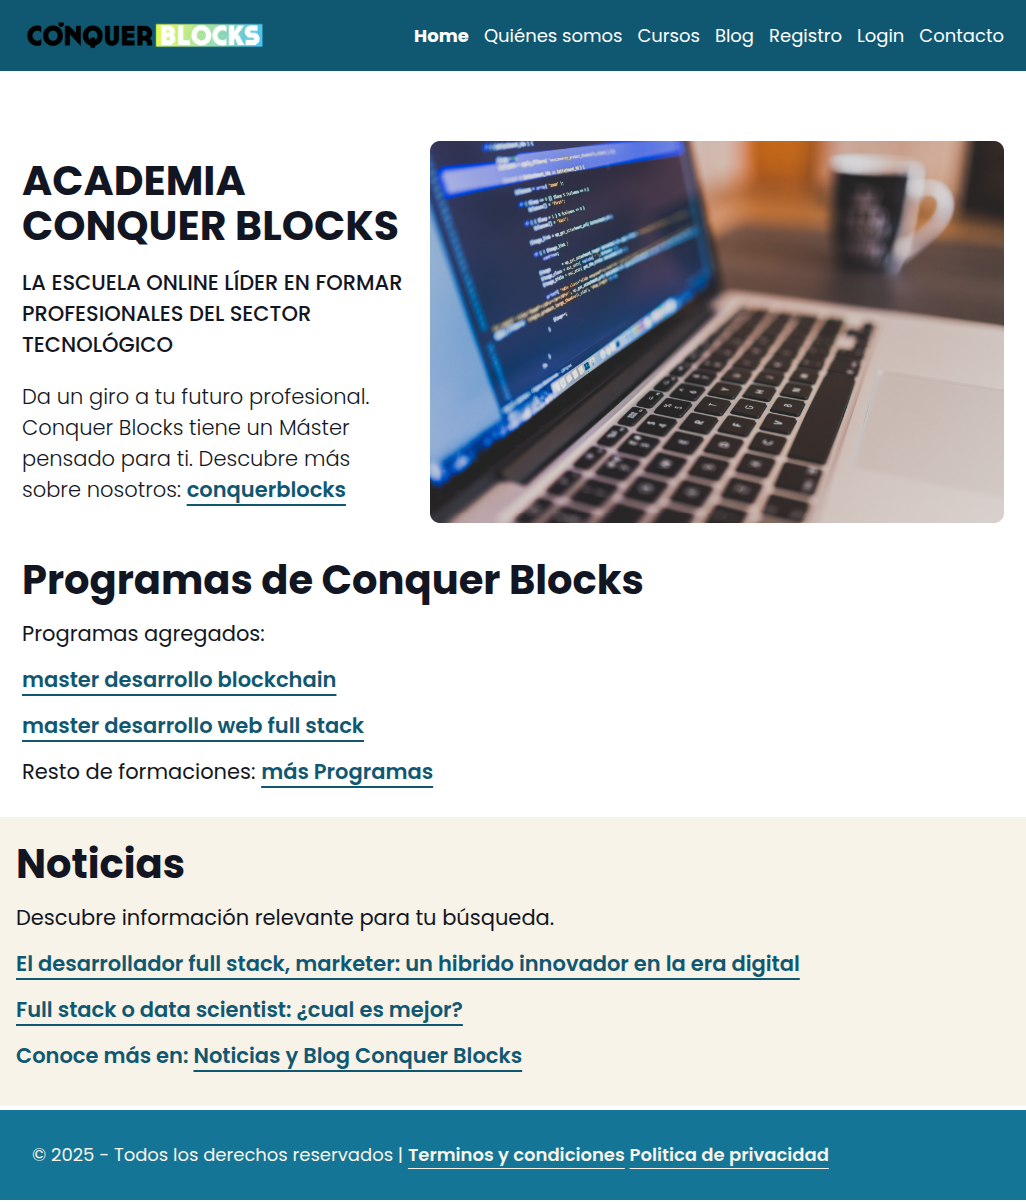 CONQUER BLOCKS
Home Quiénes somos Cursos Blog Registro Login Contacto
ACADEMIA
CONQUER BLOCKS
LA ESCUELA ONLINE LÍDER EN FORMAR
PROFESIONALES DEL SECTOR
TECNOLÓGICO
Da un giro a tu futuro profesional.
Conquer Blocks tiene un Máster
pensado para ti. Descubre más
sobre nosotros: conquerblocks
Programas de Conquer Blocks
Programas agregados:
master desarrollo blockchain
master desarrollo web full stack
Resto de formaciones: más Programas
Noticias
Descubre información relevante para tu búsqueda.
El desarrollador full stack, marketer: un hibrido innovador en la era digital
Full stack o data scientist: ¿cual es mejor?
Conoce más en: Noticias y Blog Conquer Blocks
© 2025 - Todos los derechos reservados | Terminos y condiciones Politica de privacidad